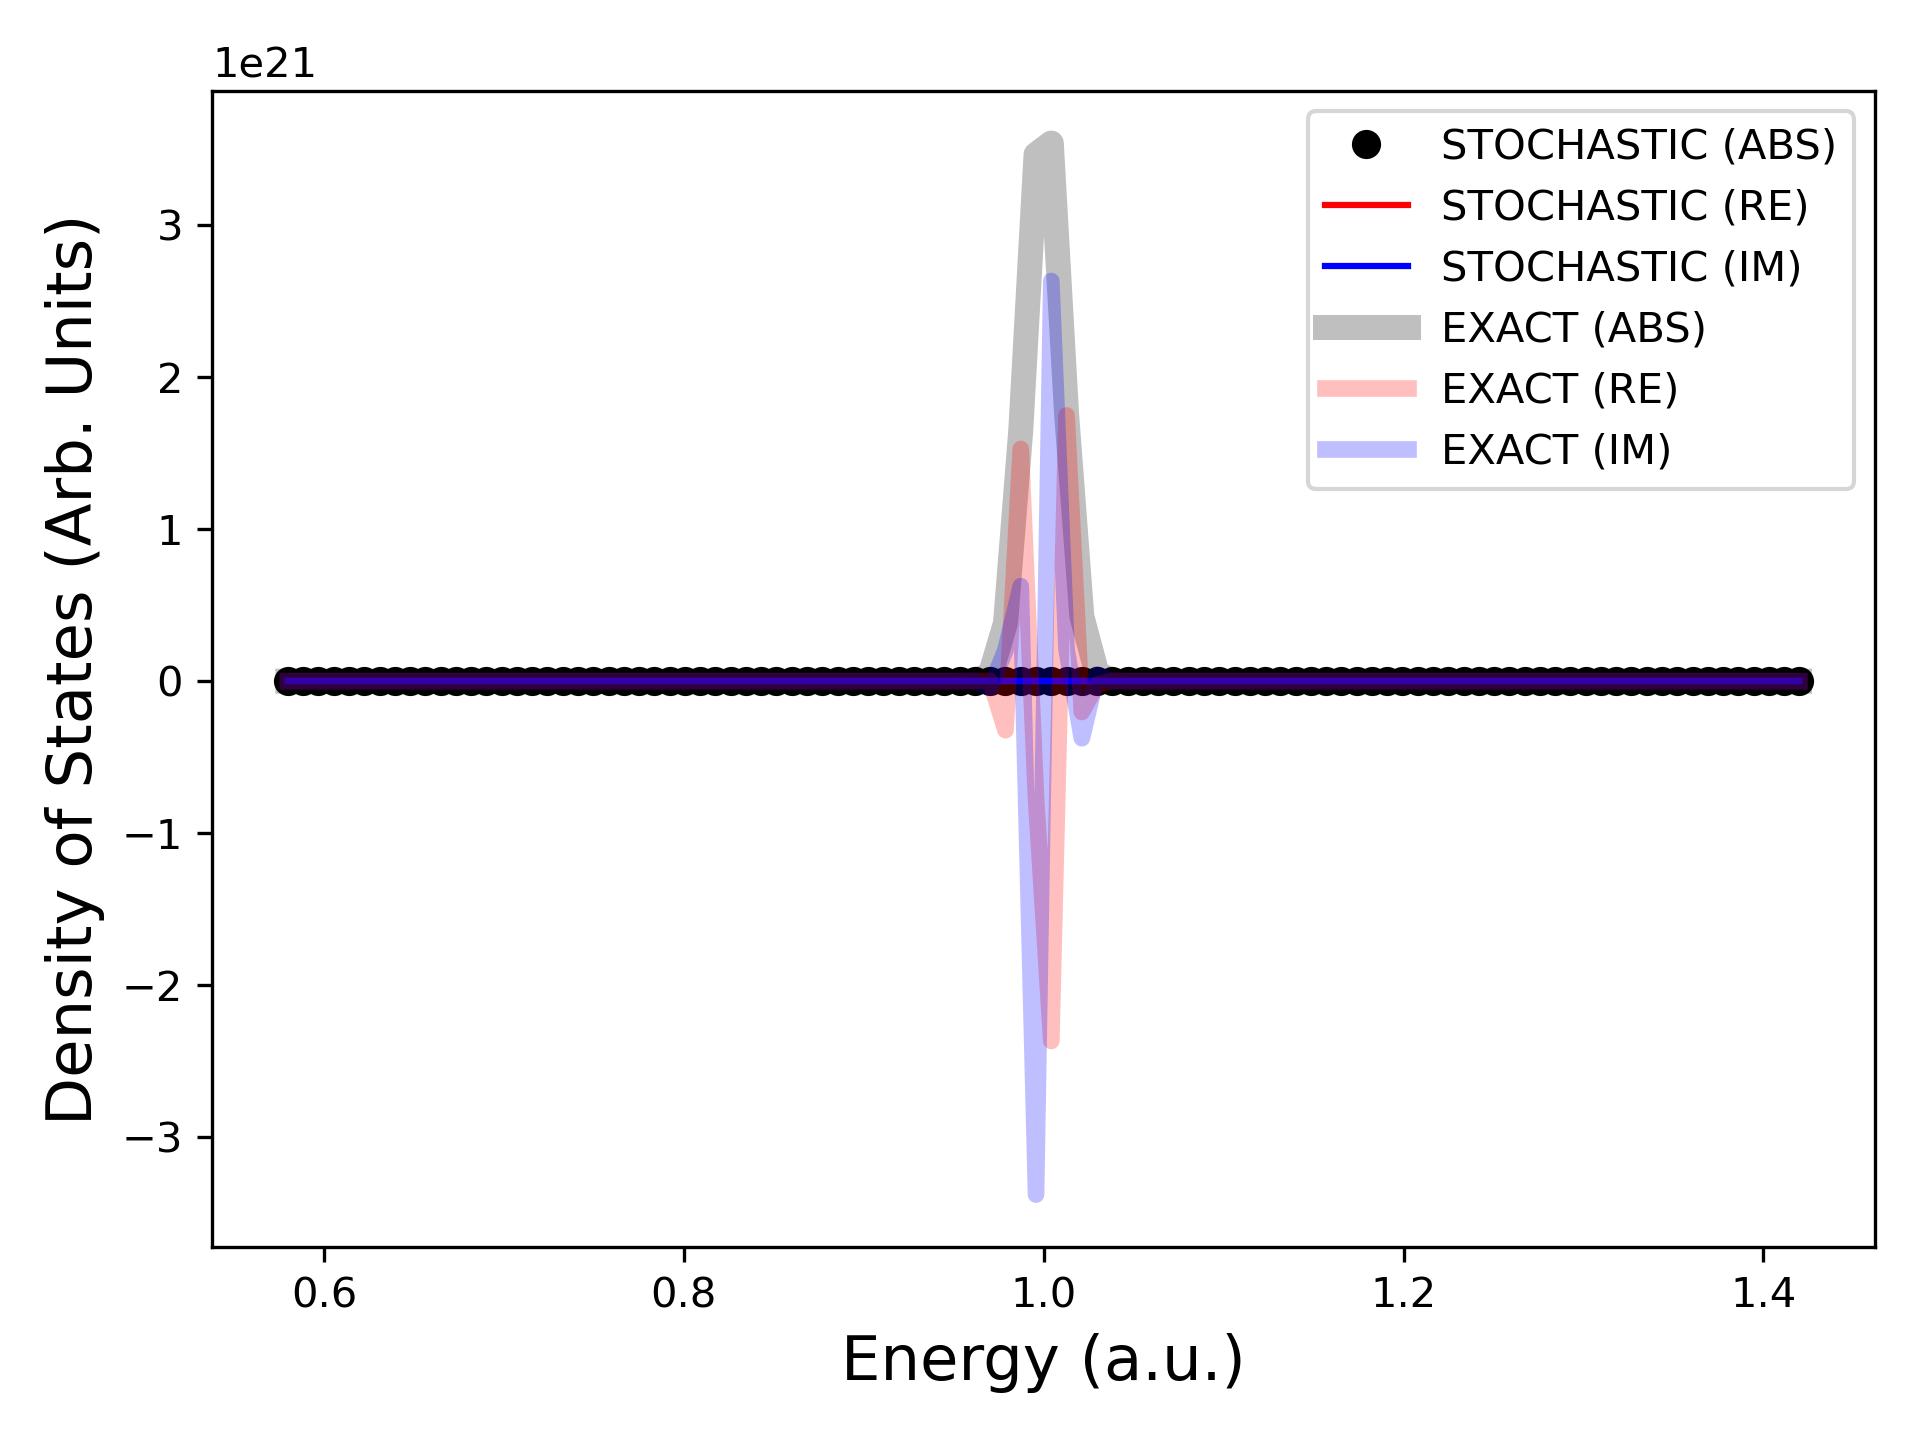 1e21
Density of States (Arb. Units)
3
2
1
0
−1
−2
−3
STOCHASTIC (ABS)
STOCHASTIC (RE)
STOCHASTIC (IM)
EXACT (ABS)
EXACT (RE)
EXACT (IM)
0.6 0.8 1.0 1.2 1.4
Energy (a.u.)